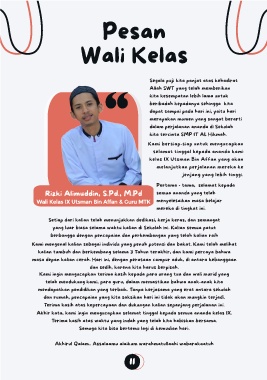 Pesan
Wali Kelas
Segala puji kita panjat atas kehadirat
Allah SWT yang telah memberikan
kita kesempatan lebih lama untuk
beribadah kepadanya sehingga kita
dapat sampai pada hari ini, yaitu hari
merayakan momen yang sangat berarti
dalam perjalanan ananda di Sekolah
kita tercinta SMP IT AL Hikmah.
Kami bersiap-siap untuk mengucapkan
selamat tinggal kepada ananda kami
kelas IX Utsman Bin Affan yang akan
melanjutkan perjalanan mereka ke
jenjang yang lebih tinggi.
Pertama - tama, selamat kepada
semua ananda yang telah
menyelesaikan masa belajar
mereka di tingkat ini.
Rizki Alimuddin, S.Pd., M.Pd
Wali Kelas IX Utsman Bin Affan & Guru MTK
Setiap dari kalian telah menunjukkan dedikasi, kerja keras, dan semangat
yang luar biasa selama waktu kalian di Sekolah ini. Kalian semua patut
berbangga dengan pencapaian dan perkembangan yang telah kalian raih
Kami mengenal kalian sebagai individu yang penuh potensi dan bakat. Kami telah melihat
kalian tumbuh dan berkembang selama 3 Tahun terakhir, dan kami percaya bahwa
masa depan kalian cerah. Hari ini, dengan perasaan campur aduk, di antara kebanggaan
dan sedih, karena kita harus berpisah.
Kami ingin mengucapkan terima kasih kepada para orang tua dan wali murid yang
telah mendukung kami, para guru, dalam memastikan bahwa anak-anak kita
mendapatkan pendidikan yang terbaik. Tanpa kerjasama yang erat antara sekolah
dan rumah, pencapaian yang kita saksikan hari ini tidak akan mungkin terjadi.
Terima kasih atas kepercayaan dan dukungan kalian sepanjang perjalanan ini.
Akhir kata, kami ingin mengucapkan selamat tinggal kepada semua ananda kelas IX.
Terima kasih atas waktu yang indah yang telah kita habiskan bersama.
Semoga kita bisa bertemu lagi di kemudian hari.
Akhirul Qalam, Assalamu alaikum warahmatullahi wabarakatuh
11